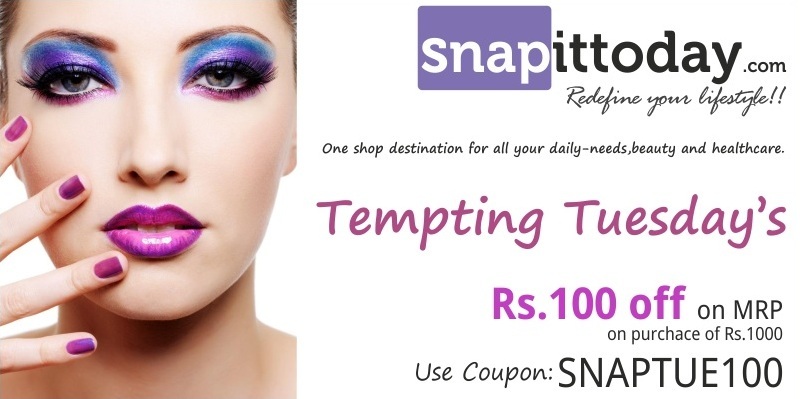 snapittoday.com
Redefine your lifestyle!!
One shop destination for all your daily-needs,beauty and healthcare.
Tempting Tuesday's
Rs.100 off on MRP
on purchace of Rs.1000
Use Coupon: SNAPTUE100